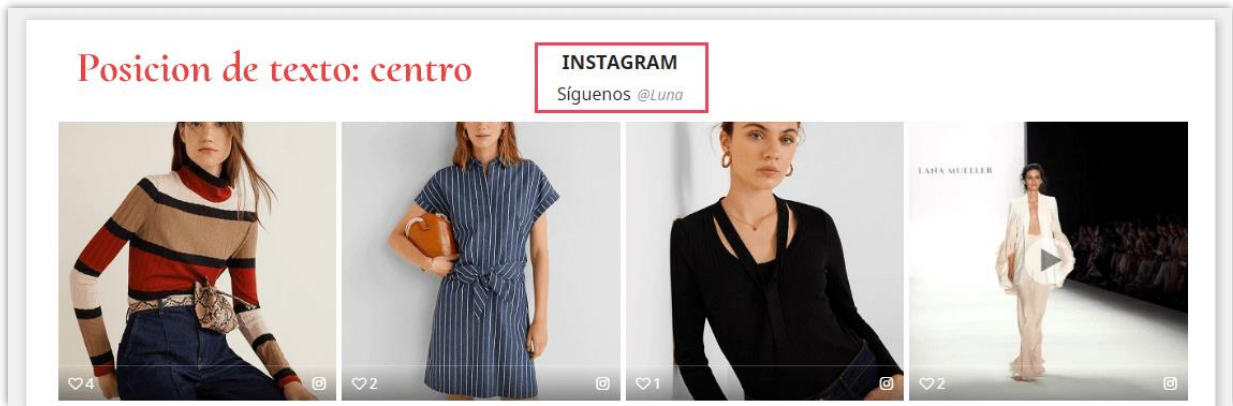 Posicion de texto: centro
INSTAGRAM
Síguenos @Luna
LANA MUELLER
4
2
1
2